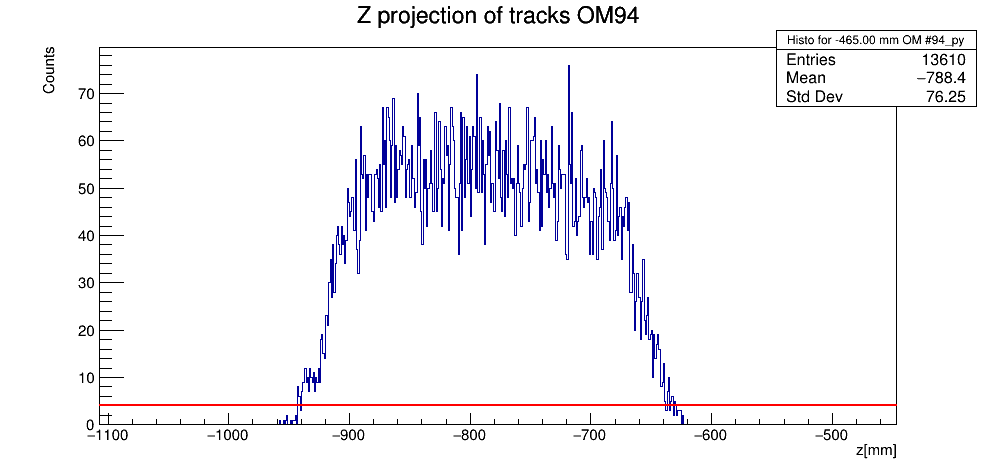 Z projection of tracks OM94
Histo for -465.00 mm OM #94_py
Entries 13610
Mean −788.4
Std Dev 76.25
Counts
70
60
50
40
30
20
10
0
−1100 −1000 −900 −800 −700 −600 −500
z[mm]